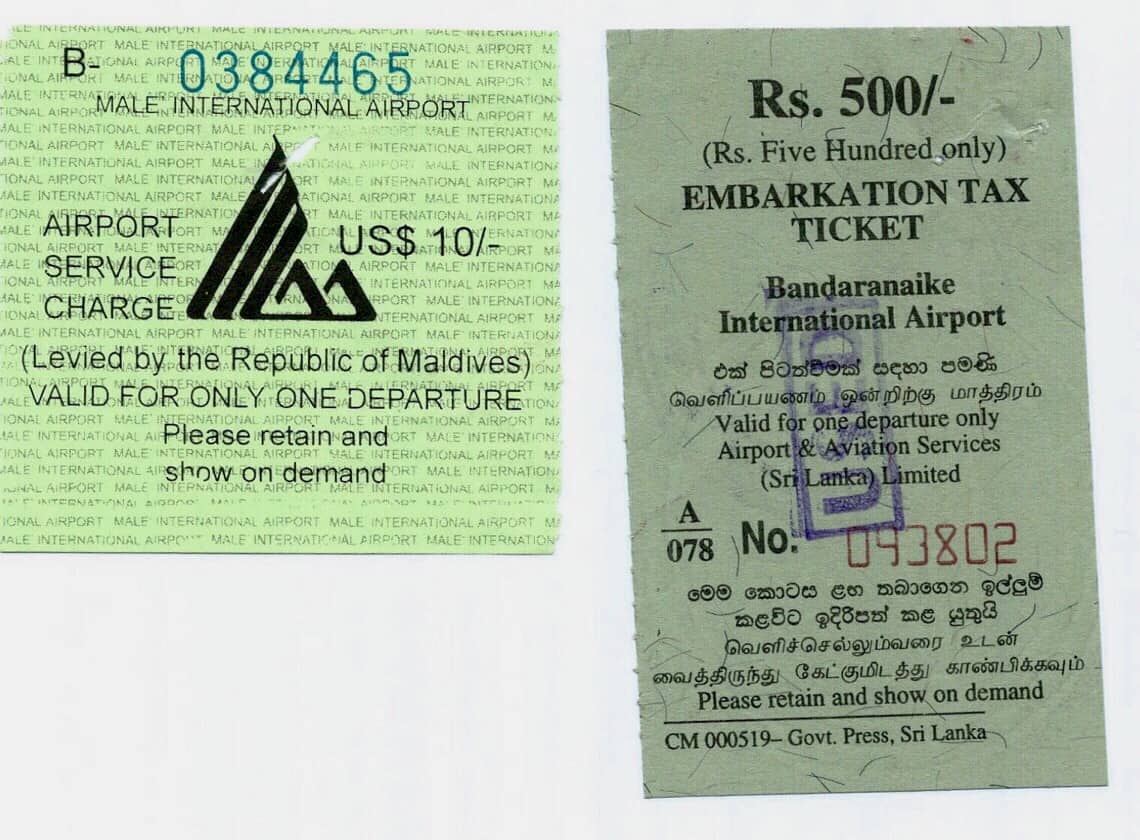 B- 0384465
MALE' INTERNATIONAL AIRPORT
AIRPORT
SERVICE
CHARGE
US$ 10/-
(Levied by the Republic of Maldives)
VALID FOR ONLY ONE DEPARTURE
Please retain and
show on demand
Rs. 500/-
(Rs. Five Hundred only)
EMBARKATION TAX
TICKET
Bandaranaike
International Airport
එක් පිටත්වීමක් සඳහා පමණි
வெளிப்பயணம் ஒன்றிற்கு மாத்திரம்
Valid for one departure only
Airport & Aviation Services
(Sri Lanka) Limited
USED
A
078
No. 093802
මෙම කොටස ළඟ තබාගෙන ඉල්ලුම්
කළවිට ඉදිරිපත් කළ යුතුයි
வெளிச்செல்லும்வரை உடன்
வைத்திருந்து கேட்குமிடத்து காண்பிக்கவும்
Please retain and show on demand
CM 000519– Govt. Press, Sri Lanka